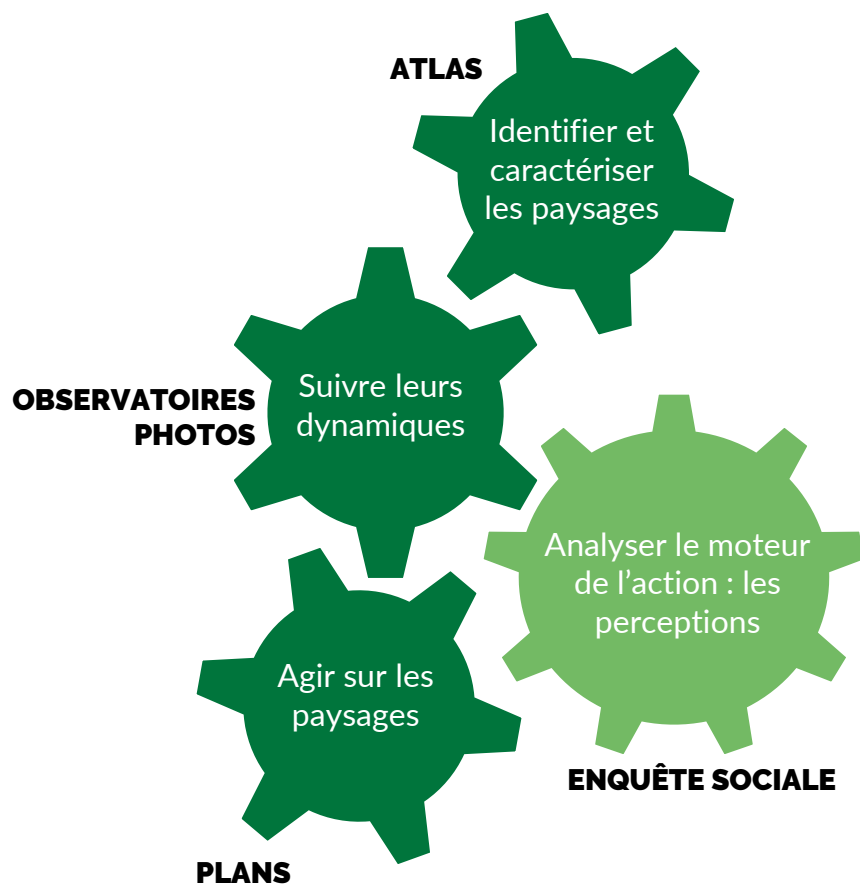 ATLAS
Identifier et
caractériser
les paysages
OBSERVATOIRES
PHOTOS
Suivre leurs
dynamiques
Analyser le moteur
de l’action : les
perceptions
ENQUÊTE SOCIALE
Agir sur les
paysages
PLANS